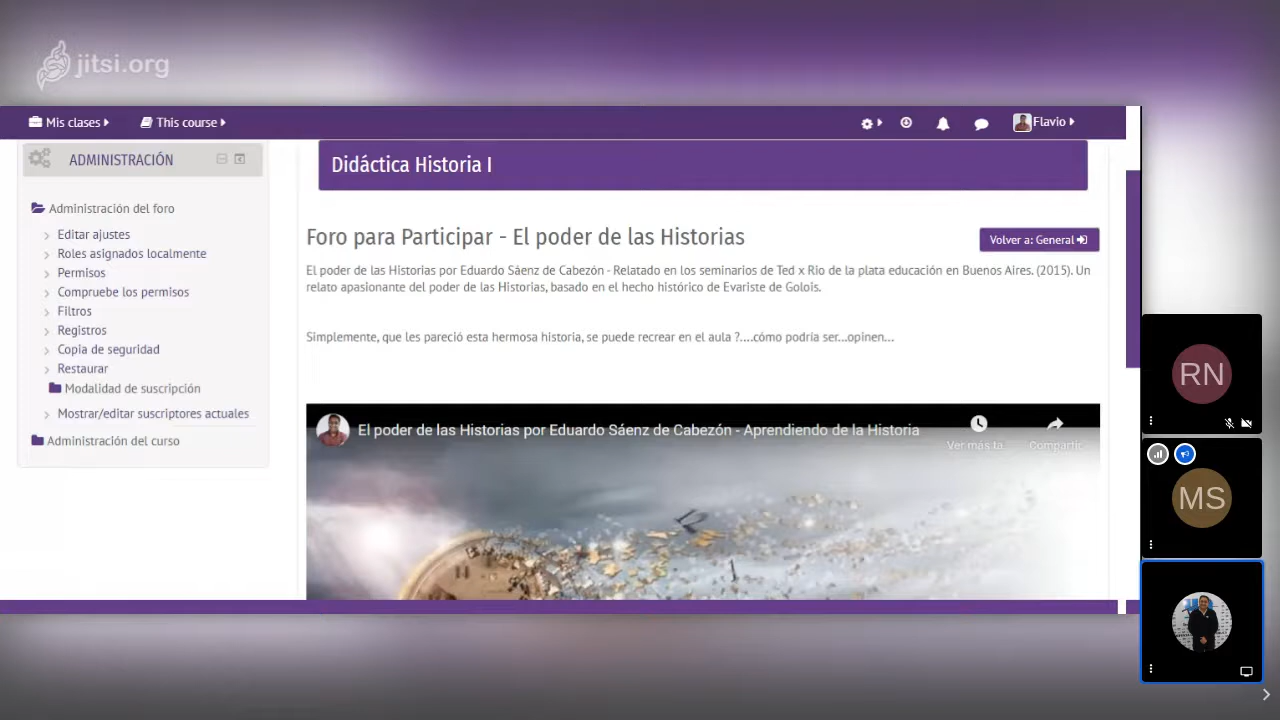 jitsi.org
Mis clases
This course
Flavio
ADMINISTRACIÓN
Administración del foro
Editar ajustes
Roles asignados localmente
Permisos
Compruebe los permisos
Filtros
Registros
Copia de seguridad
Restaurar
Modalidad de suscripción
Mostrar/editar suscriptores actuales
Administración del curso
Didáctica Historia I
Foro para Participar - El poder de las Historias
Volver a: General
El poder de las Historias por Eduardo Sáenz de Cabezón - Relatado en los seminarios de Ted x Rio de la plata educación en Buenos Aires. (2015). Un
relato apasionante del poder de las Historias, basado en el hecho histórico de Evariste de Golois.
Simplemente, que les pareció esta hermosa historia, se puede recrear en el aula ?....cómo podría ser...opinen...
El poder de las Historias por Eduardo Sáenz de Cabezón - Aprendiendo de la Historia
Ver más ta...
Compartir
RN
MS